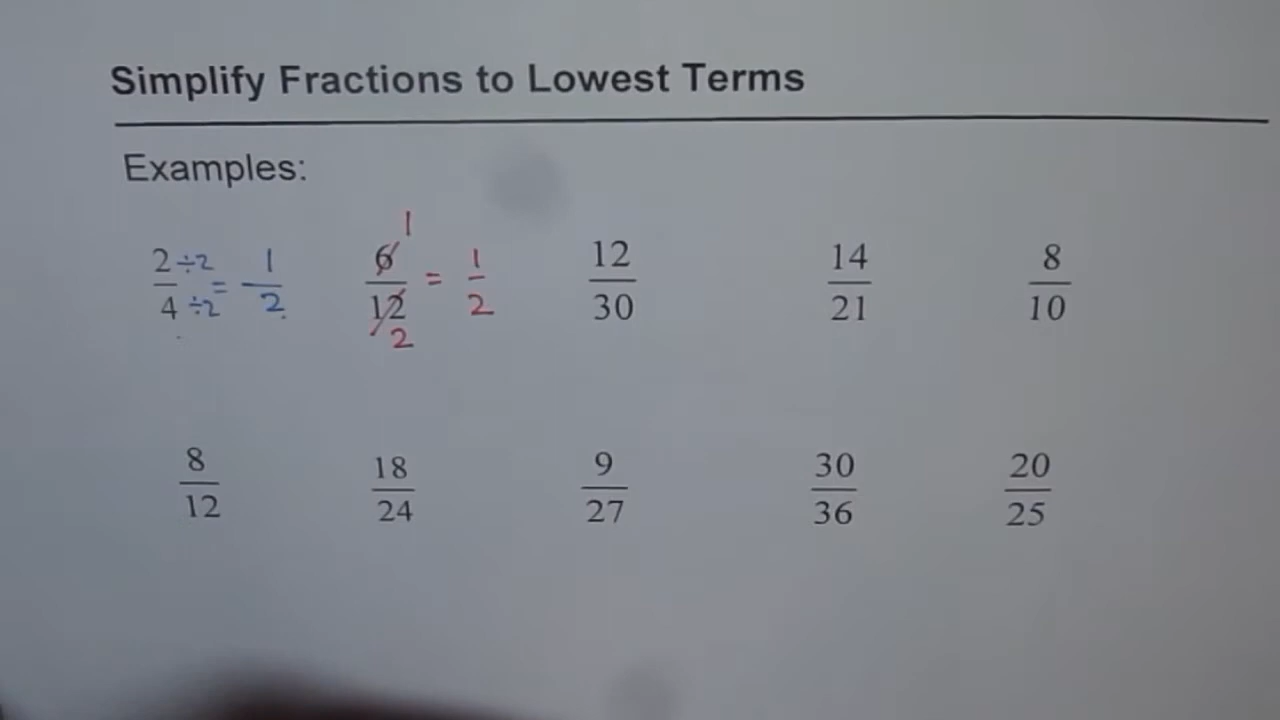 Simplify Fractions to Lowest Terms
Examples:
2/4 ÷2/÷2 = 1/2    6/12 1/2 = 1/2    12/30    14/21    8/10
8/12    18/24    9/27    30/36    20/25